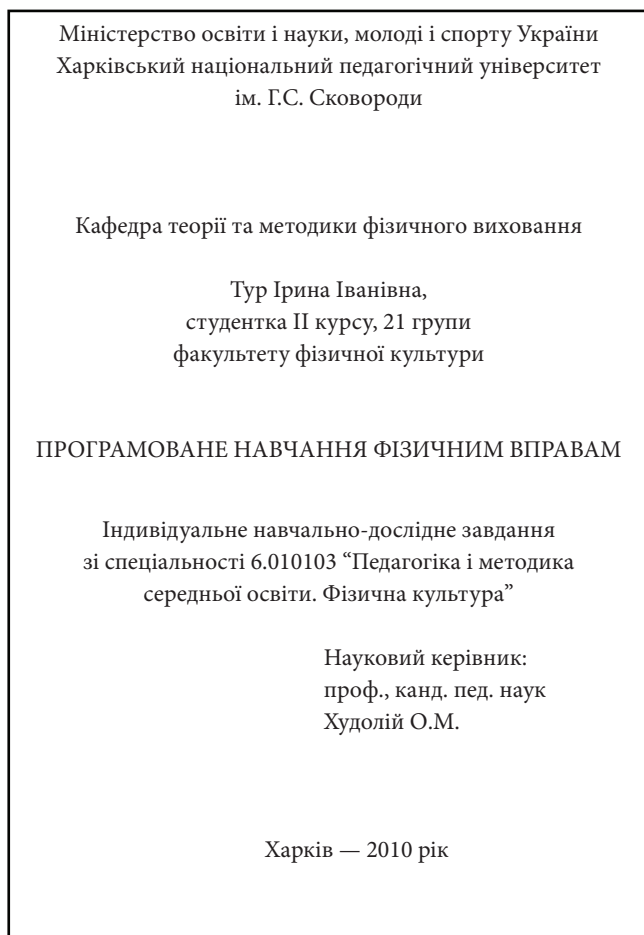 Міністерство освіти і науки, молоді і спорту України
Харківський національний педагогічний університет
ім. Г.С. Сковороди
Кафедра теорії та методики фізичного виховання
Тур Ірина Іванівна,
студентка II курсу, 21 групи
факультету фізичної культури
ПРОГРАМОВАНЕ НАВЧАННЯ ФІЗИЧНИМ ВПРАВАМ
Індивідуальне навчально-дослідне завдання
зі спеціальності 6.010103 “Педагогіка і методика
середньої освіти. Фізична культура”
Науковий керівник:
проф., канд. пед. наук
Худолій О.М.
Харків — 2010 рік